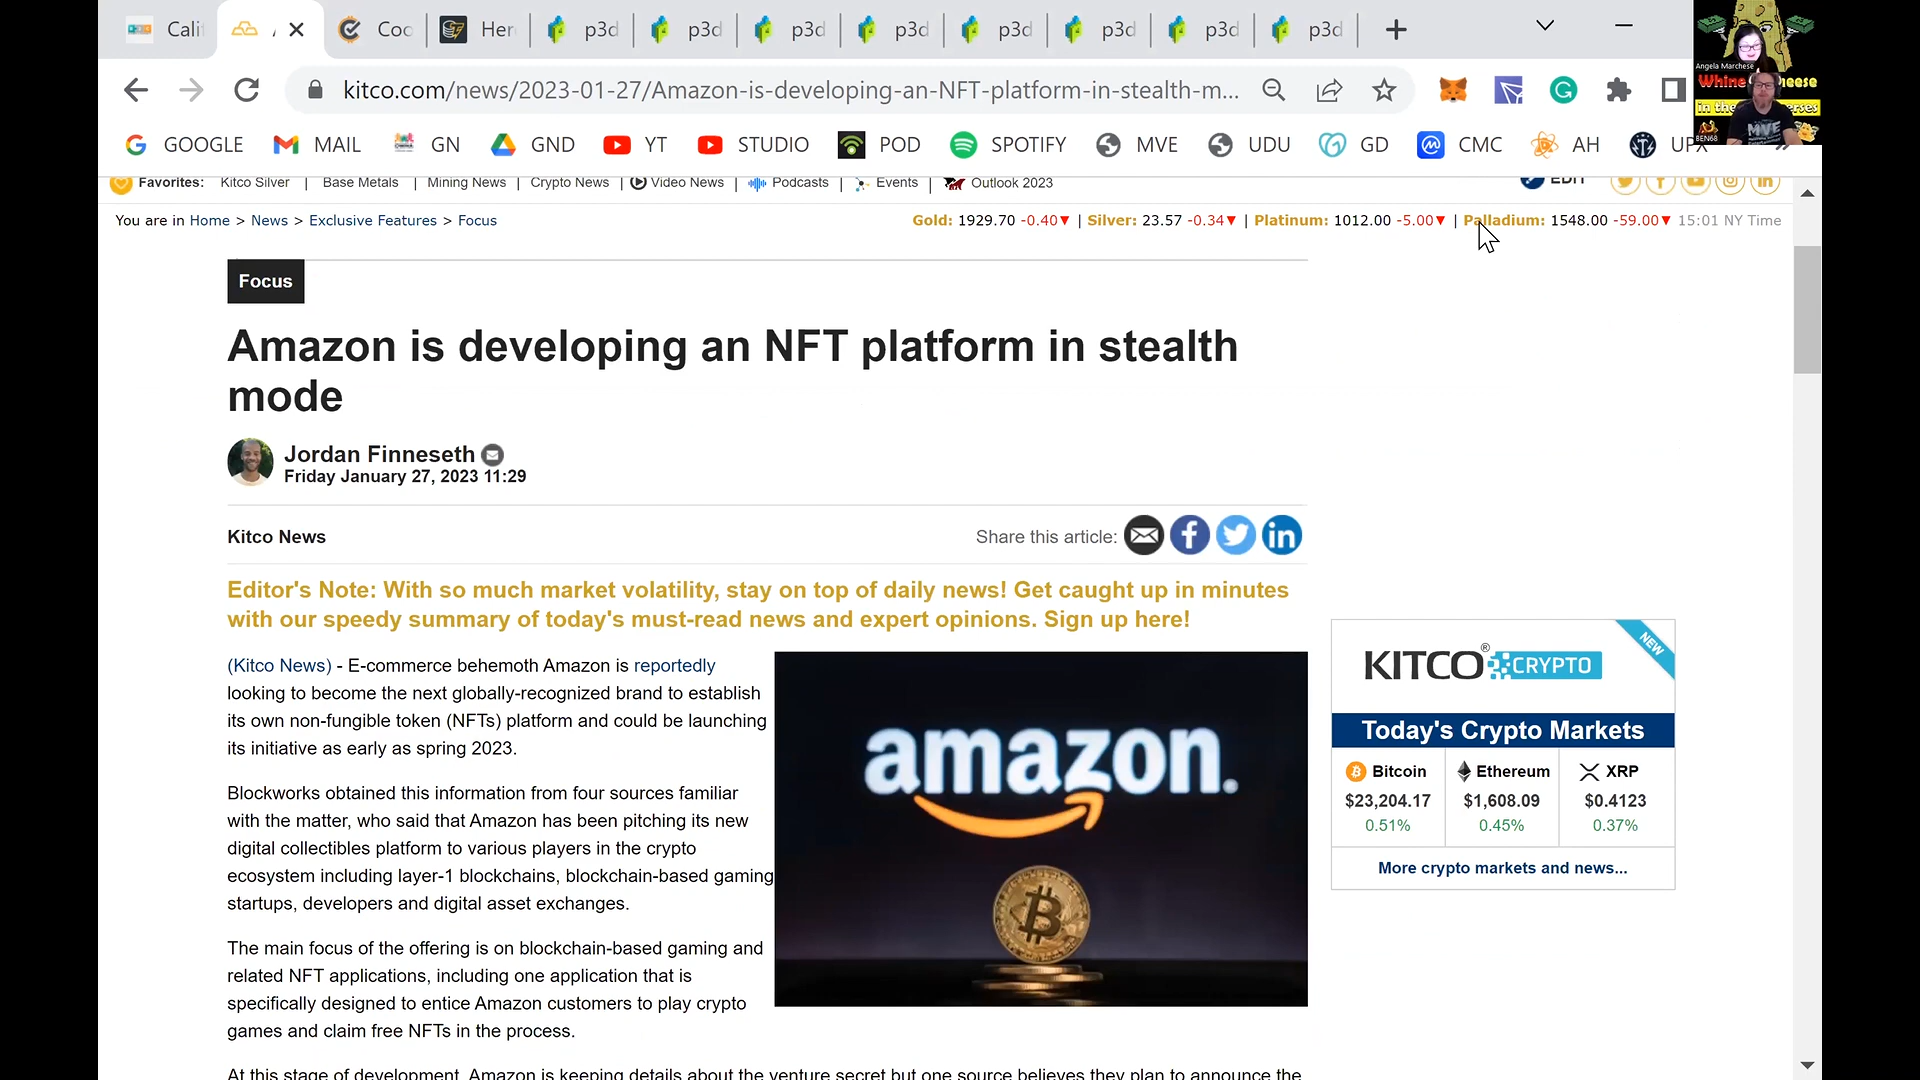 Cali
Coc
Her
p3d
p3d
p3d
p3d
p3d
p3d
p3d
p3d
kitco.com/news/2023-01-27/Amazon-is-developing-an-NFT-platform-in-stealth-m...
Angela Marchese
BEN68
MVE
GOOGLE
MAIL
GN
GND
YT
STUDIO
POD
SPOTIFY
MVE
UDU
GD
CMC
AH
UPX
Favorites: Kitco Silver | Base Metals | Mining News | Crypto News | Video News | Podcasts | Events | Outlook 2023
You are in Home > News > Exclusive Features > Focus
Gold: 1929.70 -0.40▼ | Silver: 23.57 -0.34▼ | Platinum: 1012.00 -5.00▼ | Palladium: 1548.00 -59.00▼ 15:01 NY Time
Focus
Amazon is developing an NFT platform in stealth
mode
Jordan Finneseth
Friday January 27, 2023 11:29
Kitco News
Share this article:
Editor's Note: With so much market volatility, stay on top of daily news! Get caught up in minutes
with our speedy summary of today's must-read news and expert opinions. Sign up here!
(Kitco News) - E-commerce behemoth Amazon is reportedly
looking to become the next globally-recognized brand to establish
its own non-fungible token (NFTs) platform and could be launching
its initiative as early as spring 2023.
Blockworks obtained this information from four sources familiar
with the matter, who said that Amazon has been pitching its new
digital collectibles platform to various players in the crypto
ecosystem including layer-1 blockchains, blockchain-based gaming
startups, developers and digital asset exchanges.
The main focus of the offering is on blockchain-based gaming and
related NFT applications, including one application that is
specifically designed to entice Amazon customers to play crypto
games and claim free NFTs in the process.
At this stage of development, Amazon is keeping details about the venture secret but one source believes they plan to announce the
amazon.
NEW
KITCO® CRYPTO
Today's Crypto Markets
Bitcoin
Ethereum
XRP
$23,204.17
$1,608.09
$0.4123
0.51%
0.45%
0.37%
More crypto markets and news...